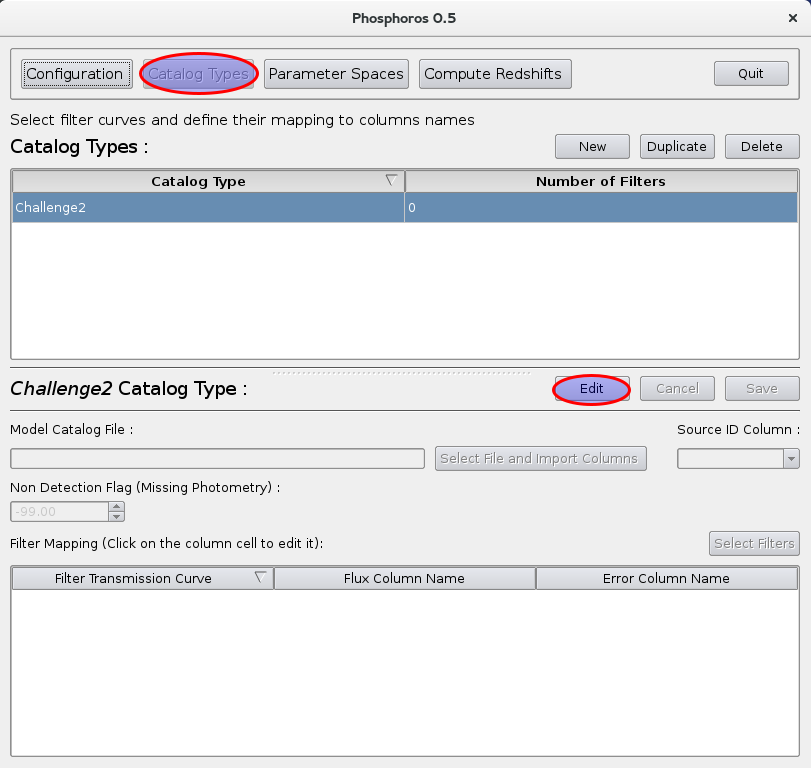 Phosphoros 0.5
Configuration Catalog Types Parameter Spaces Compute Redshifts Quit
Select filter curves and define their mapping to columns names
Catalog Types : New Duplicate Delete
Catalog Type Number of Filters
Challenge2 0
Challenge2 Catalog Type : Edit Cancel Save
Model Catalog File : Source ID Column :
Select File and Import Columns
Non Detection Flag (Missing Photometry) :
-99.00
Filter Mapping (Click on the column cell to edit it): Select Filters
Filter Transmission Curve Flux Column Name Error Column Name